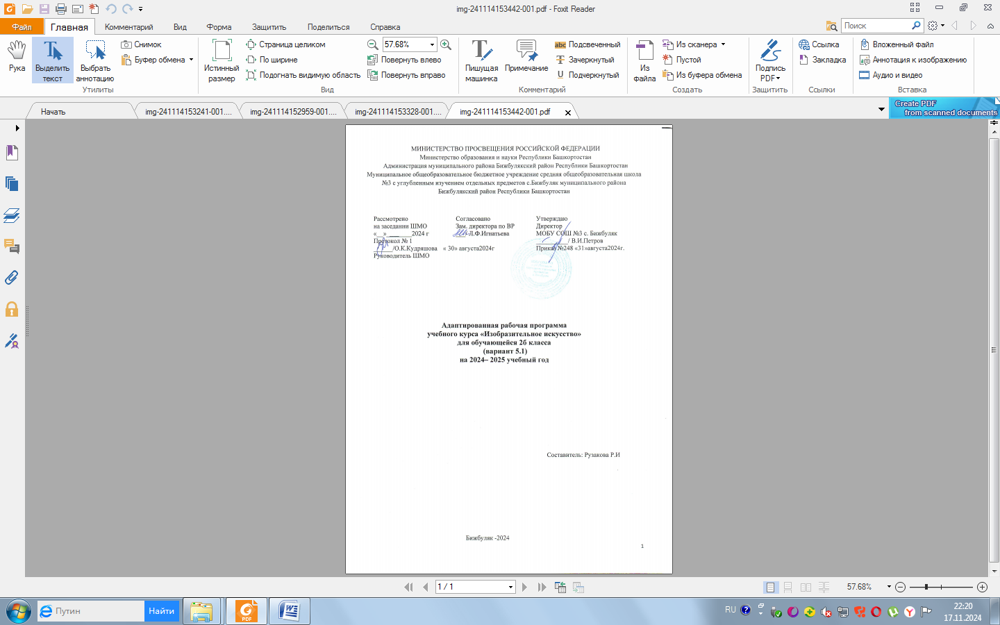 img-241114153442-001.pdf - Foxit Reader
Файл Главная Комментарий Вид Форма Защитить Поделиться Справка Поиск
Рука
Выделить текст
Выбрать аннотацию
Снимок
Буфер обмена
Утилиты
Истинный размер
Страница целиком
По ширине
Подогнать видимую область
57.68%
Повернуть влево
Повернуть вправо
Вид
Пишущая машинка
Примечание
Подсвеченный
Зачеркнутый
Подчеркнутый
Комментарий
Из файла
Из сканера
Пустой
Из буфера обмена
Создать
Подпись PDF
Защитить
Ссылка
Закладка
Ссылки
Вложенный файл
Аннотация к изображению
Аудио и видео
Вставка
Начать img-241114153241-001.... img-241114152959-001.... img-241114153328-001.... img-241114153442-001.pdf
Create PDF
from scanned documents
МИНИСТЕРСТВО ПРОСВЕЩЕНИЯ РОССИЙСКОЙ ФЕДЕРАЦИИ
Министерство образования и науки Республики Башкортостан
Администрация муниципального района Бижбулякский район Республики Башкортостан
Муниципальное общеобразовательное бюджетное учреждение средняя общеобразовательная школа
№3 с углубленным изучением отдельных предметов с.Бижбуляк муниципального района
Бижбулякский район Республики Башкортостан
Рассмотрено Согласовано Утверждаю
на заседании ШМО Зам. директора по ВР Директор
«__» ________2024 г Л.Ф.Игнатьева МОБУ СОШ №3 с. Бижбуляк
Протокол № 1 / В.И.Петров
/О.К.Кудряшова « 30» августа2024г Приказ №248 «31»августа2024г.
Руководитель ШМО
Адаптированная рабочая программа
учебного курса «Изобразительное искусство»
для обучающейся 2б класса
(вариант 5.1)
на 2024– 2025 учебный год
Составитель: Рузакова Р.И
Бижбуляк -2024
1
1 / 1
57.68%
Путин Найти
RU
22:20
17.11.2024